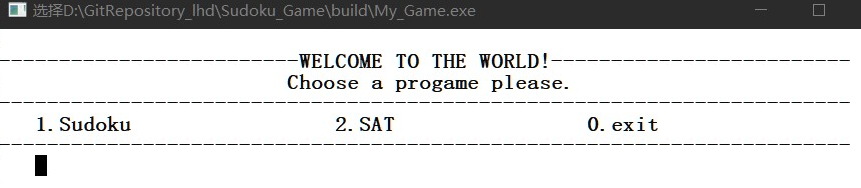 选择D:\GitRepository_lhd\Sudoku_Game\build\My_Game.exe
-------------------------WELCOME TO THE WORLD!-------------------------
Choose a progame please.
-----------------------------------------------------------------------
1.Sudoku 2.SAT 0.exit
-----------------------------------------------------------------------